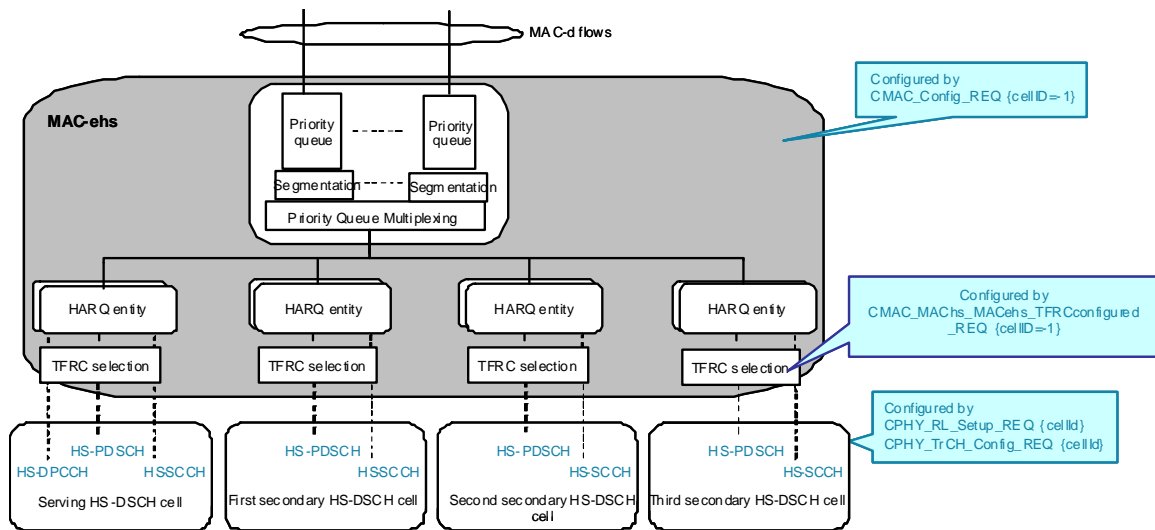 MAC-d flows
Configured by
CMAC_Config_REQ {cellID=-1}
MAC-ehs
Priority
queue
Priority
queue
Segmentation
Segmentation
Priority Queue Multiplexing
HARQ entity
HARQ entity
HARQ entity
HARQ entity
Configured by
CMAC_MAChs_MACehs_TFRCconfigured
_REQ {cellID=-1}
TFRC selection
TFRC selection
TFRC selection
TFRC selection
Configured by
CPHY_RL_Setup_REQ {cellId}
CPHY_TrCH_Config_REQ {cellId}
HS-PDSCH
HS-DPCCH
HSSCCH
Serving HS-DSCH cell
HS-PDSCH
HSSCCH
First secondary HS-DSCH cell
HS-PDSCH
HS-SCCH
Second secondary HS-DSCH
cell
HS-PDSCH
HS-SCCH
Third secondary HS-DSCH cell